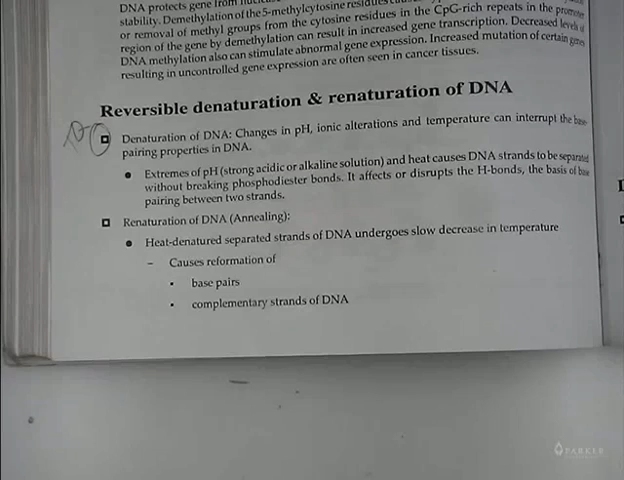 DNA protects gene from
stability. Demethylation of the 5-methylcytosine residues
or removal of methyl groups from the cytosine residues in the CpG-rich repeats in the
region of the gene by demethylation can result in increased gene transcription. Decreased levels of
DNA methylation also can stimulate abnormal gene expression. Increased mutation of certain genes
resulting in uncontrolled gene expression are often seen in cancer tissues.
Reversible denaturation & renaturation of DNA
Denaturation of DNA: Changes in pH, ionic alterations and temperature can interrupt the base-
pairing properties in DNA.
• Extremes of pH (strong acidic or alkaline solution) and heat causes DNA strands to be separated
without breaking phosphodiester bonds. It affects or disrupts the H-bonds, the basis of base
pairing between two strands.
Renaturation of DNA (Annealing):
• Heat-denatured separated strands of DNA undergoes slow decrease in temperature
– Causes reformation of
• base pairs
• complementary strands of DNA
PARKER